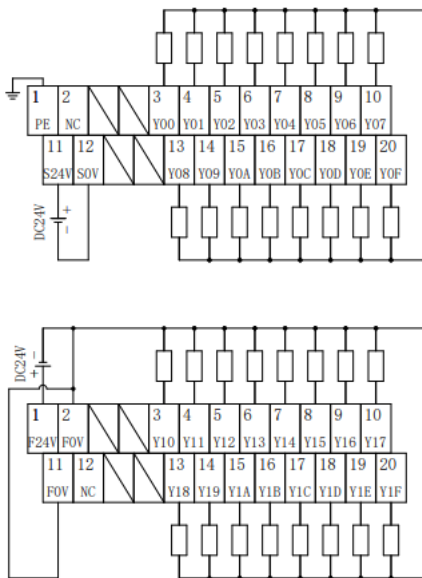 1 2 3 4 5 6 7 8 9 10
PE NC Y00 Y01 Y02 Y03 Y04 Y05 Y06 Y07
11 12 13 14 15 16 17 18 19 20
S24V S0V Y08 Y09 Y0A Y0B Y0C Y0D Y0E Y0F
DC24V + −
DC24V − +
1 2 3 4 5 6 7 8 9 10
F24V F0V Y10 Y11 Y12 Y13 Y14 Y15 Y16 Y17
11 12 13 14 15 16 17 18 19 20
F0V NC Y18 Y19 Y1A Y1B Y1C Y1D Y1E Y1F